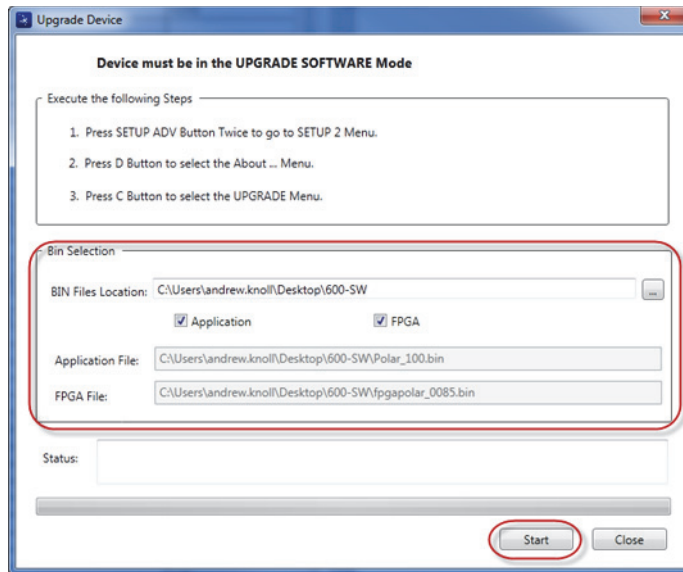 Upgrade Device
Device must be in the UPGRADE SOFTWARE Mode
Execute the following Steps
1. Press SETUP ADV Button Twice to go to SETUP 2 Menu.
2. Press D Button to select the About ... Menu.
3. Press C Button to select the UPGRADE Menu.
Bin Selection
BIN Files Location: C:\Users\andrew.knoll\Desktop\600-SW ...
Application FPGA
Application File: C:\Users\andrew.knoll\Desktop\600-SW\Polar_100.bin
FPGA File: C:\Users\andrew.knoll\Desktop\600-SW\fpgapolar_0085.bin
Status:
Start Close